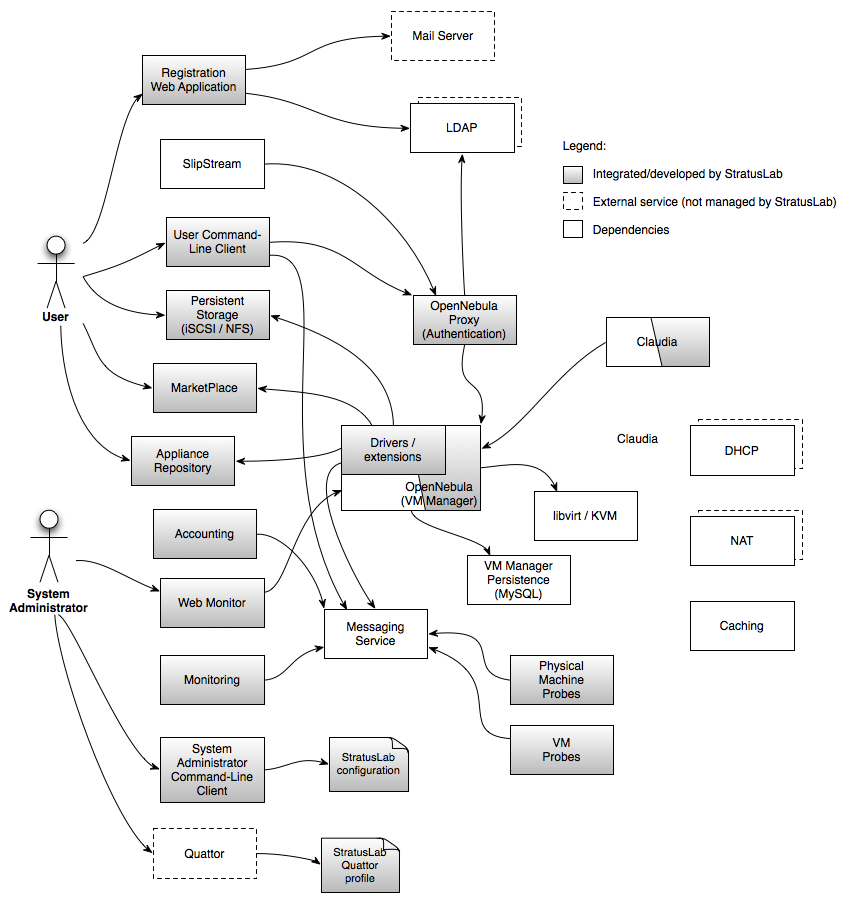 Mail Server
Registration
Web Application
LDAP
Legend:
Integrated/developed by StratusLab
External service (not managed by StratusLab)
Dependencies
SlipStream
User Command-
Line Client
User
Persistent
Storage
(iSCSI / NFS)
OpenNebula
Proxy
(Authentication)
Claudia
MarketPlace
Appliance
Repository
Drivers /
extensions
OpenNebula
(VM Manager)
Claudia
DHCP
libvirt / KVM
NAT
Accounting
System
Administrator
Web Monitor
VM Manager
Persistence
(MySQL)
Messaging
Service
Caching
Monitoring
Physical
Machine
Probes
VM
Probes
System
Administrator
Command-Line
Client
StratusLab
configuration
Quattor
StratusLab
Quattor
profile